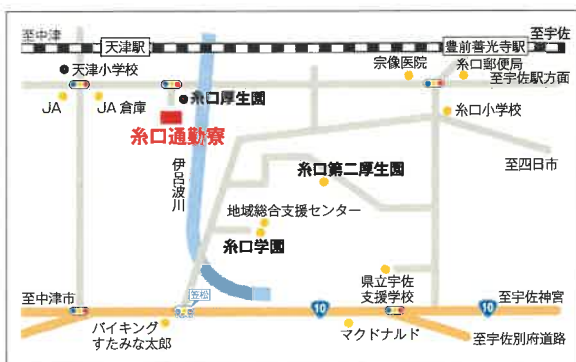 至中津
天津駅
豊前善光寺駅
至宇佐
天津小学校
宗像医院
糸口郵便局
至宇佐駅方面
JA
JA 倉庫
糸口厚生園
糸口小学校
糸口通勤寮
伊呂波川
糸口第二厚生園
至四日市
地域総合支援センター
糸口学園
笠松
県立宇佐
支援学校
至中津市
10
10
至宇佐神宮
バイキング
すたみな太郎
マクドナルド
至宇佐別府道路